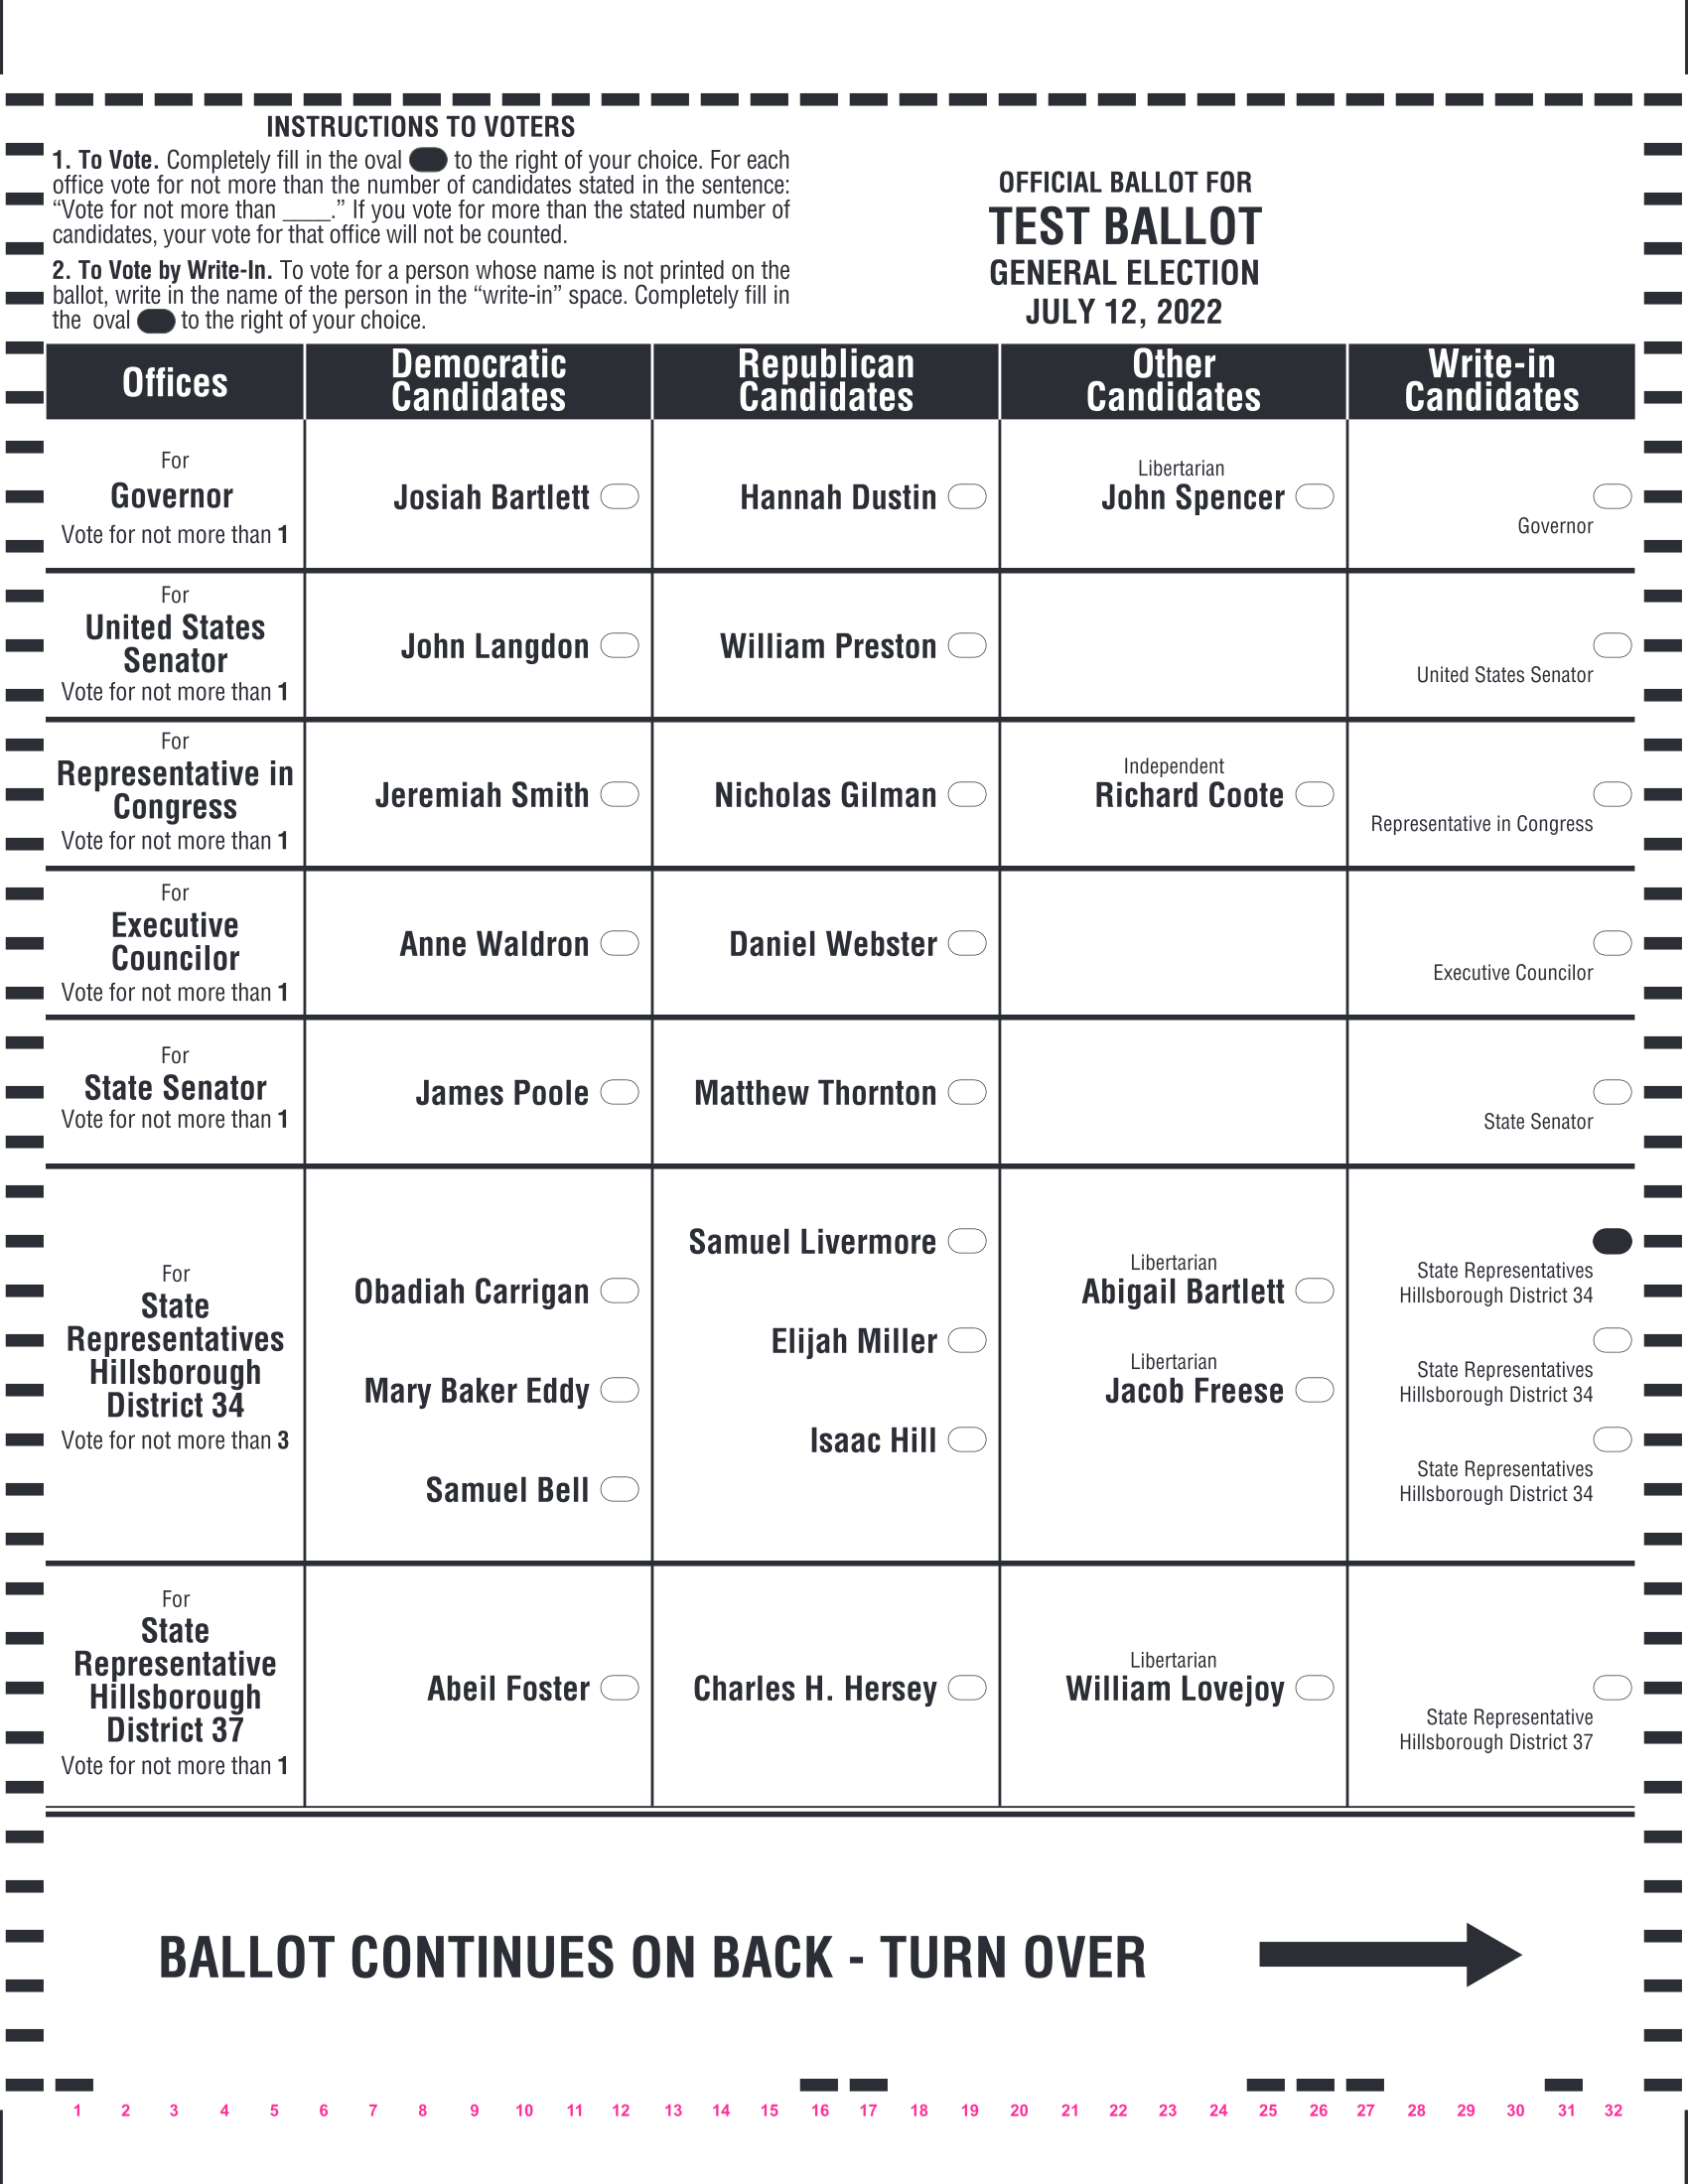 INSTRUCTIONS TO VOTERS
1. To Vote. Completely fill in the oval to the right of your choice. For each
office vote for not more than the number of candidates stated in the sentence:
“Vote for not more than ____.” If you vote for more than the stated number of
candidates, your vote for that office will not be counted.
2. To Vote by Write-In. To vote for a person whose name is not printed on the
ballot, write in the name of the person in the “write-in” space. Completely fill in
the oval to the right of your choice.
OFFICIAL BALLOT FOR
TEST BALLOT
GENERAL ELECTION
JULY 12, 2022
Offices
Democratic
Candidates
Republican
Candidates
Other
Candidates
Write-in
Candidates
For
Governor
Vote for not more than 1
Josiah Bartlett
Hannah Dustin
Libertarian
John Spencer
Governor
For
United States
Senator
Vote for not more than 1
John Langdon
William Preston
United States Senator
For
Representative in
Congress
Vote for not more than 1
Jeremiah Smith
Nicholas Gilman
Independent
Richard Coote
Representative in Congress
For
Executive
Councilor
Vote for not more than 1
Anne Waldron
Daniel Webster
Executive Councilor
For
State Senator
Vote for not more than 1
James Poole
Matthew Thornton
State Senator
For
State
Representatives
Hillsborough
District 34
Vote for not more than 3
Obadiah Carrigan
Mary Baker Eddy
Samuel Bell
Samuel Livermore
Elijah Miller
Isaac Hill
Libertarian
Abigail Bartlett
Libertarian
Jacob Freese
State Representatives
Hillsborough District 34
State Representatives
Hillsborough District 34
State Representatives
Hillsborough District 34
For
State
Representative
Hillsborough
District 37
Vote for not more than 1
Abeil Foster
Charles H. Hersey
Libertarian
William Lovejoy
State Representative
Hillsborough District 37
BALLOT CONTINUES ON BACK - TURN OVER
1 2 3 4 5 6 7 8 9 10 11 12 13 14 15 16 17 18 19 20 21 22 23 24 25 26 27 28 29 30 31 32